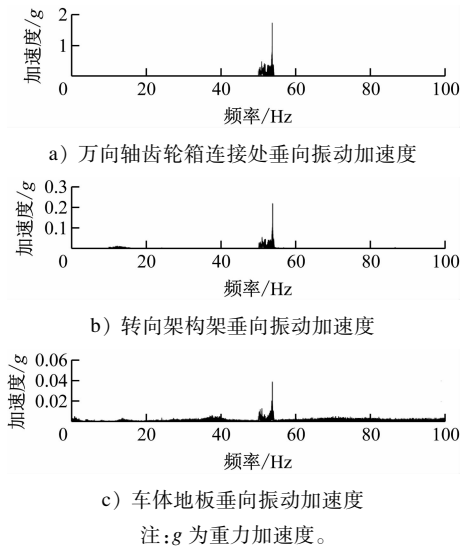 2
1
加速度/g
0 20 40 60 80 100
频率/Hz
a）万向轴齿轮箱连接处垂向振动加速度
0.3
0.2
0.1
加速度/g
0 20 40 60 80 100
频率/Hz
b）转向架构架垂向振动加速度
0.06
0.04
0.02
加速度/g
0 20 40 60 80 100
频率/Hz
c）车体地板垂向振动加速度
注:g 为重力加速度。